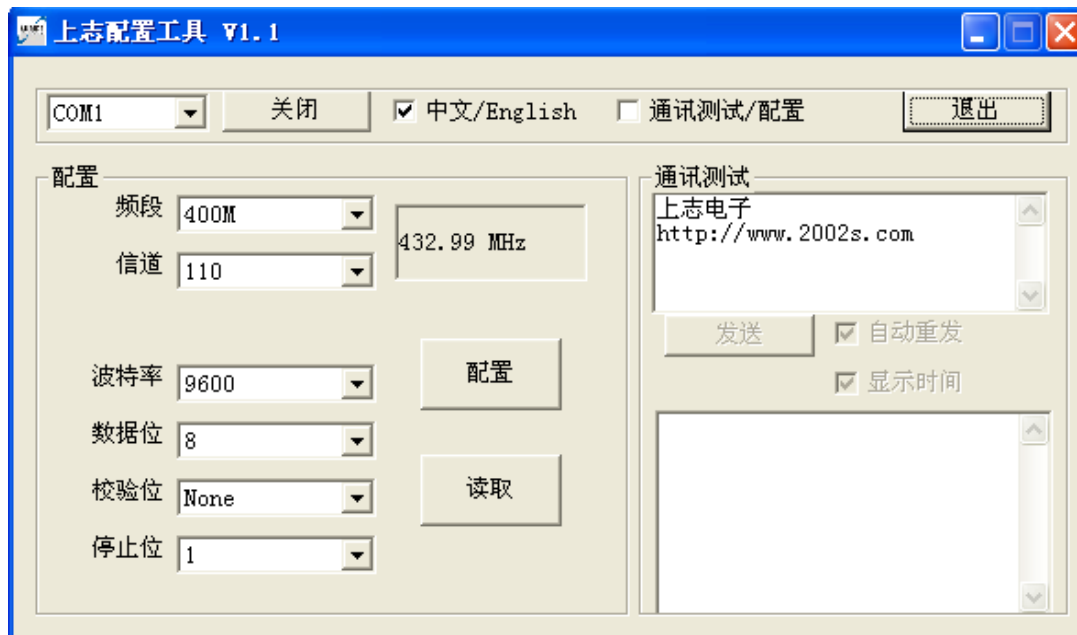 上志配置工具 V1.1
COM1 关闭 中文/English 通讯测试/配置 退出
配置
频段 400M 432.99 MHz
信道 110
波特率 9600 配置
数据位 8
校验位 None 读取
停止位 1
通讯测试
上志电子
http://www.2002s.com
发送 自动重发
显示时间